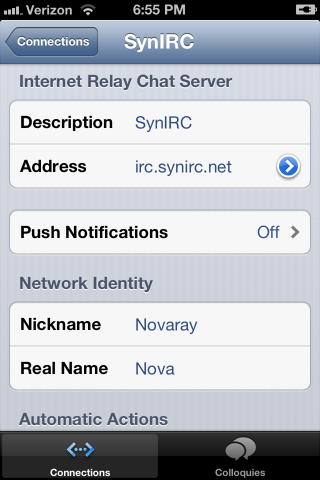 Verizon 6:55 PM
Connections SynIRC
Internet Relay Chat Server
Description SynIRC
Address irc.synirc.net
Push Notifications Off
Network Identity
Nickname Novaray
Real Name Nova
Automatic Actions
Connections Colloquies